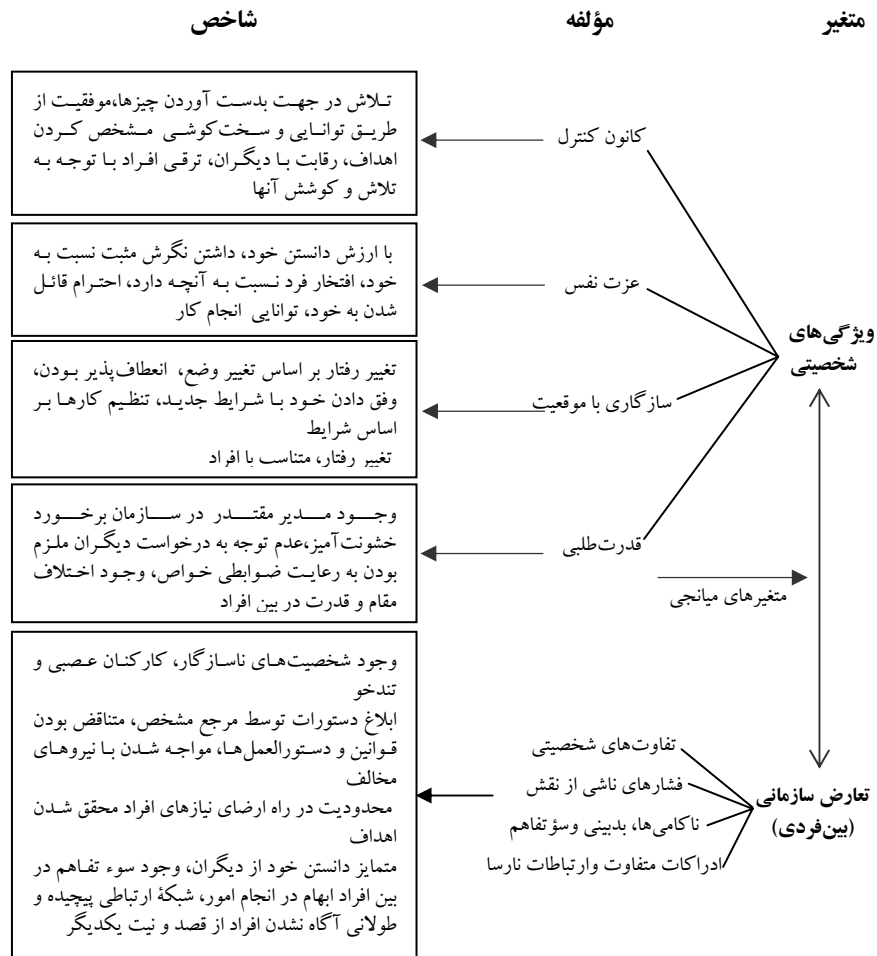 متغیر
مؤلفه
شاخص
ویژگی‌های
شخصیتی
کانون کنترل
تلاش در جهت بدست آوردن چیزها،موفقیت از
طریق توانایی و سخت‌کوشی مشخص کردن
اهداف، رقابت با دیگران، ترقی افراد با توجه به
تلاش و کوشش آنها
عزت نفس
با ارزش دانستن خود، داشتن نگرش مثبت نسبت به
خود، افتخار فرد نسبت به آنچه دارد، احترام قائل
شدن به خود، توانایی انجام کار
سازگاری با موقعیت
تغییر رفتار بر اساس تغییر وضع، انعطاف‌پذیر بودن،
وفق دادن خود با شرایط جدید، تنظیم کارها بر
اساس شرایط
تغییر رفتار، متناسب با افراد
قدرت‌طلبی
وجود مدیر مقتدر در سازمان برخورد
خشونت‌آمیز،عدم توجه به درخواست دیگران ملزم
بودن به رعایت ضوابطی خواص، وجود اختلاف
مقام و قدرت در بین افراد
متغیرهای میانجی
تعارض سازمانی
(بین‌فردی)
تفاوت‌های شخصیتی
فشارهای ناشی از نقش
ناکامی‌ها، بدبینی وسؤتفاهم
ادراکات متفاوت وارتباطات نارسا
وجود شخصیت‌های ناسازگار، کارکنان عصبی و
تندخو
ابلاغ دستورات توسط مرجع مشخص، متناقض بودن
قوانین و دستورالعمل‌ها، مواجه شدن با نیروهای
مخالف
محدودیت در راه ارضای نیازهای افراد محقق شدن
اهداف
متمایز دانستن خود از دیگران، وجود سوء تفاهم در
بین افراد ابهام در انجام امور، شبکۀ ارتباطی پیچیده و
طولانی آگاه نشدن افراد از قصد و نیت یکدیگر